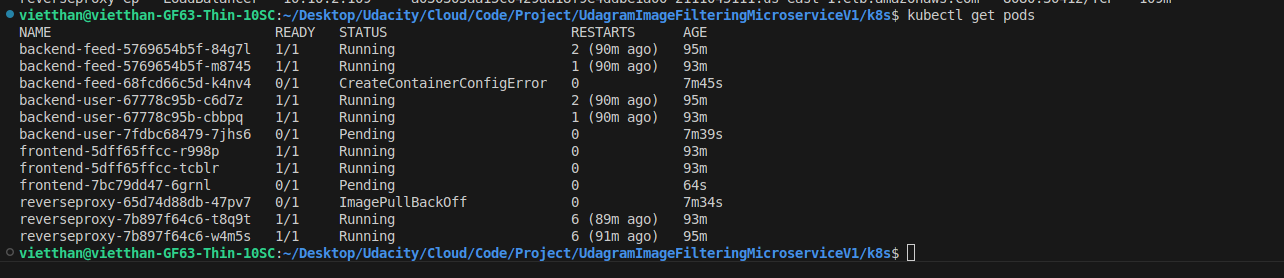 vietthan@vietthan-GF63-Thin-10SC:~/Desktop/Udacity/Cloud/Code/Project/UdagramImageFilteringMicroserviceV1/k8s$ kubectl get pods
NAME READY STATUS RESTARTS AGE
backend-feed-5769654b5f-84g7l 1/1 Running 2 (90m ago) 95m
backend-feed-5769654b5f-m8745 1/1 Running 1 (90m ago) 93m
backend-feed-68fcd66c5d-k4nv4 0/1 CreateContainerConfigError 0 7m45s
backend-user-67778c95b-c6d7z 1/1 Running 2 (90m ago) 95m
backend-user-67778c95b-cbbpq 1/1 Running 1 (90m ago) 93m
backend-user-7fdbc68479-7jhs6 0/1 Pending 0 7m39s
frontend-5dff65ffcc-r998p 1/1 Running 0 93m
frontend-5dff65ffcc-tcblr 1/1 Running 0 93m
frontend-7bc79dd47-6grnl 0/1 Pending 0 64s
reverseproxy-65d74d88db-47pv7 0/1 ImagePullBackOff 0 7m34s
reverseproxy-7b897f64c6-t8q9t 1/1 Running 6 (89m ago) 93m
reverseproxy-7b897f64c6-w4m5s 1/1 Running 6 (91m ago) 95m
vietthan@vietthan-GF63-Thin-10SC:~/Desktop/Udacity/Cloud/Code/Project/UdagramImageFilteringMicroserviceV1/k8s$